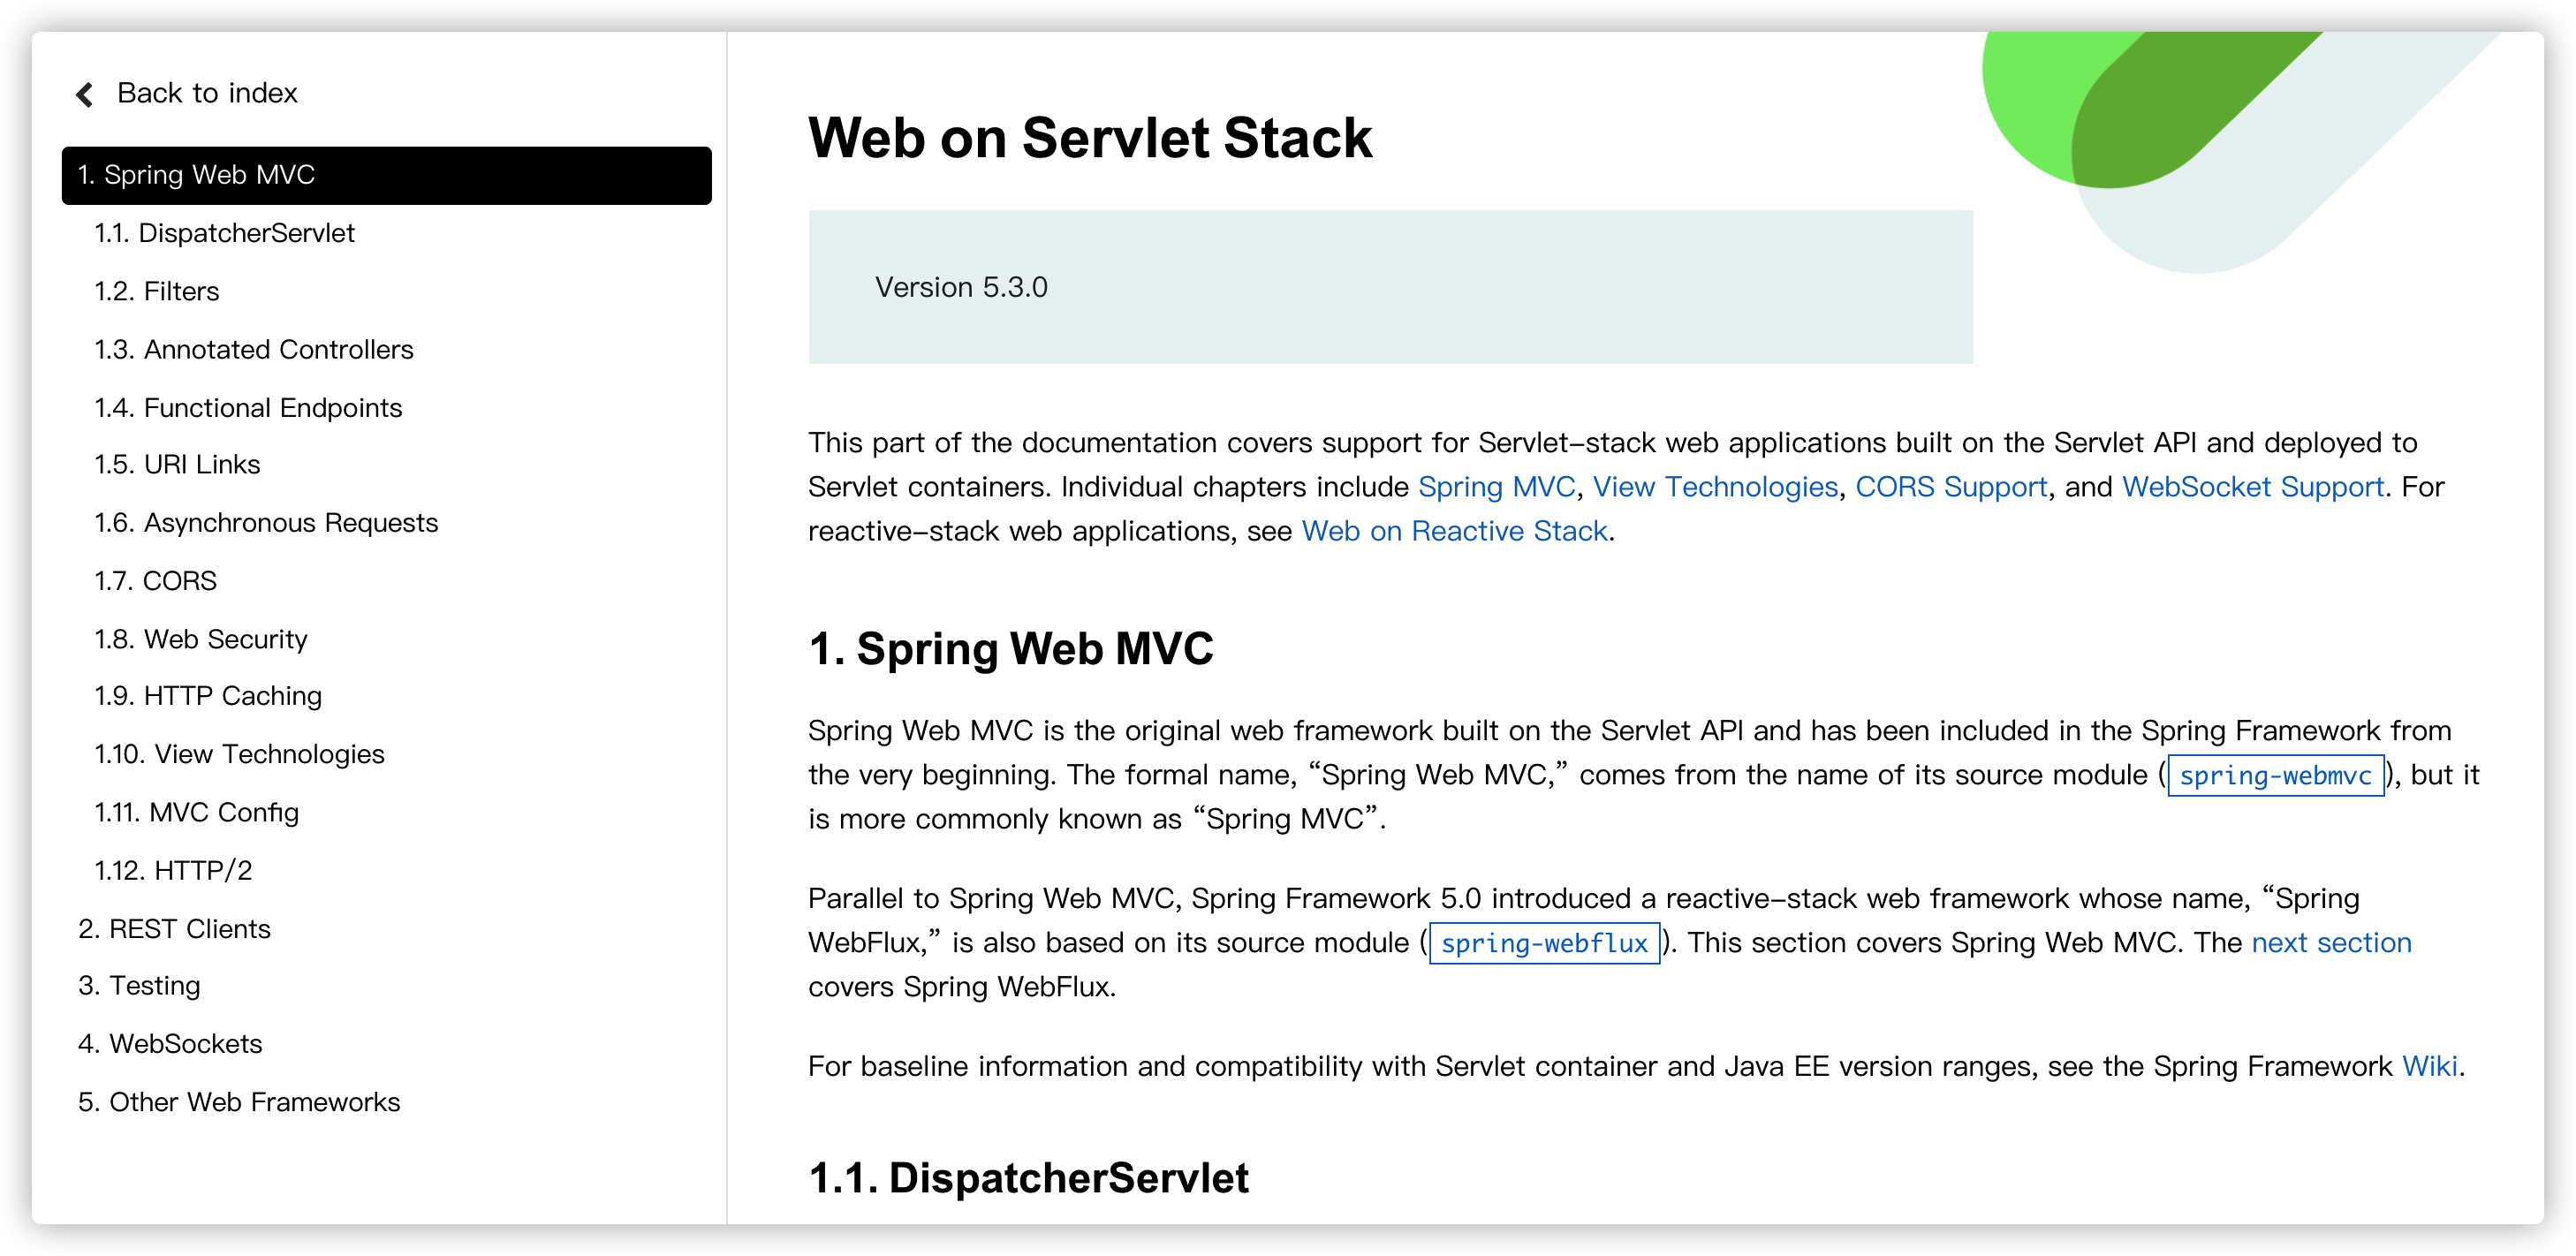 Back to index
1. Spring Web MVC
1.1. DispatcherServlet
1.2. Filters
1.3. Annotated Controllers
1.4. Functional Endpoints
1.5. URI Links
1.6. Asynchronous Requests
1.7. CORS
1.8. Web Security
1.9. HTTP Caching
1.10. View Technologies
1.11. MVC Config
1.12. HTTP/2
2. REST Clients
3. Testing
4. WebSockets
5. Other Web Frameworks
Web on Servlet Stack
Version 5.3.0
This part of the documentation covers support for Servlet-stack web applications built on the Servlet API and deployed to
Servlet containers. Individual chapters include Spring MVC, View Technologies, CORS Support, and WebSocket Support. For
reactive-stack web applications, see Web on Reactive Stack.
1. Spring Web MVC
Spring Web MVC is the original web framework built on the Servlet API and has been included in the Spring Framework from
the very beginning. The formal name, “Spring Web MVC,” comes from the name of its source module (spring-webmvc), but it
is more commonly known as “Spring MVC”.
Parallel to Spring Web MVC, Spring Framework 5.0 introduced a reactive-stack web framework whose name, “Spring
WebFlux,” is also based on its source module (spring-webflux). This section covers Spring Web MVC. The next section
covers Spring WebFlux.
For baseline information and compatibility with Servlet container and Java EE version ranges, see the Spring Framework Wiki.
1.1. DispatcherServlet